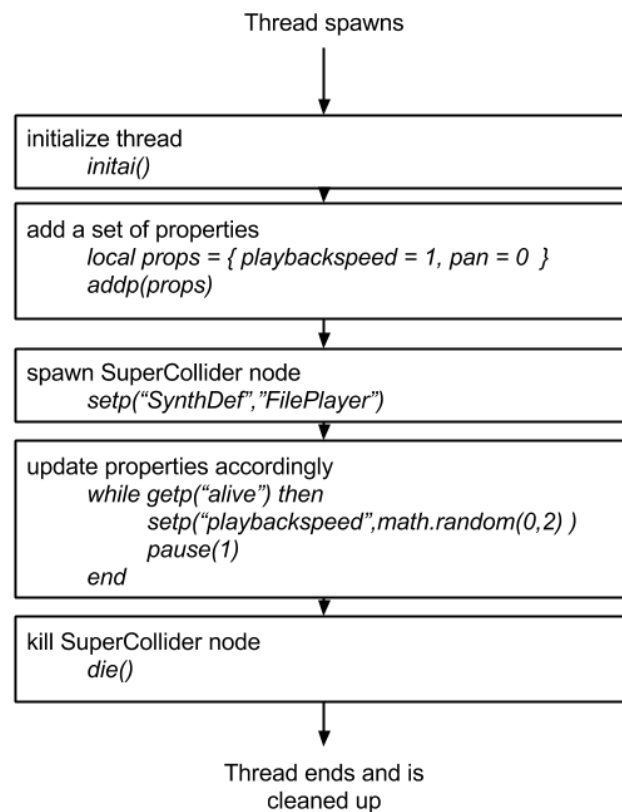 Thread spawns
initialize thread
initai()
add a set of properties
local props = { playbackspeed = 1, pan = 0 }
addp(props)
spawn SuperCollider node
setp(“SynthDef”,”FilePlayer”)
update properties accordingly
while getp(“alive”) then
setp(“playbackspeed”,math.random(0,2) )
pause(1)
end
kill SuperCollider node
die()
Thread ends and is
cleaned up